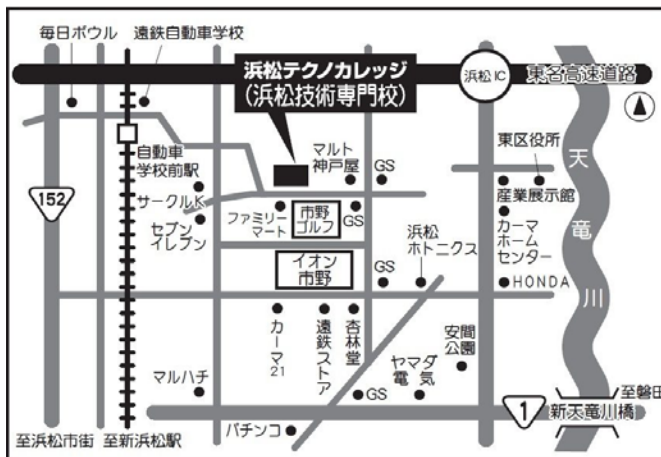 毎日ボウル
遠鉄自動車学校
浜松テクノカレッジ
(浜松技術専門校)
浜松IC
東名高速道路
自動車
学校前駅
マルト
神戸屋
GS
東区役所
天竜川
152
サークルK
セブン
イレブン
ファミリー
マート
市野
ゴルフ
GS
産業展示館
カーマ
ホーム
センター
浜松
ホトニクス
イオン
市野
GS
HONDA
カーマ21
遠鉄ストア
杏林堂
安間
公園
ヤマダ
電気
マルハチ
GS
1
至磐田
新天竜川橋
パチンコ
至浜松市街
至新浜松駅